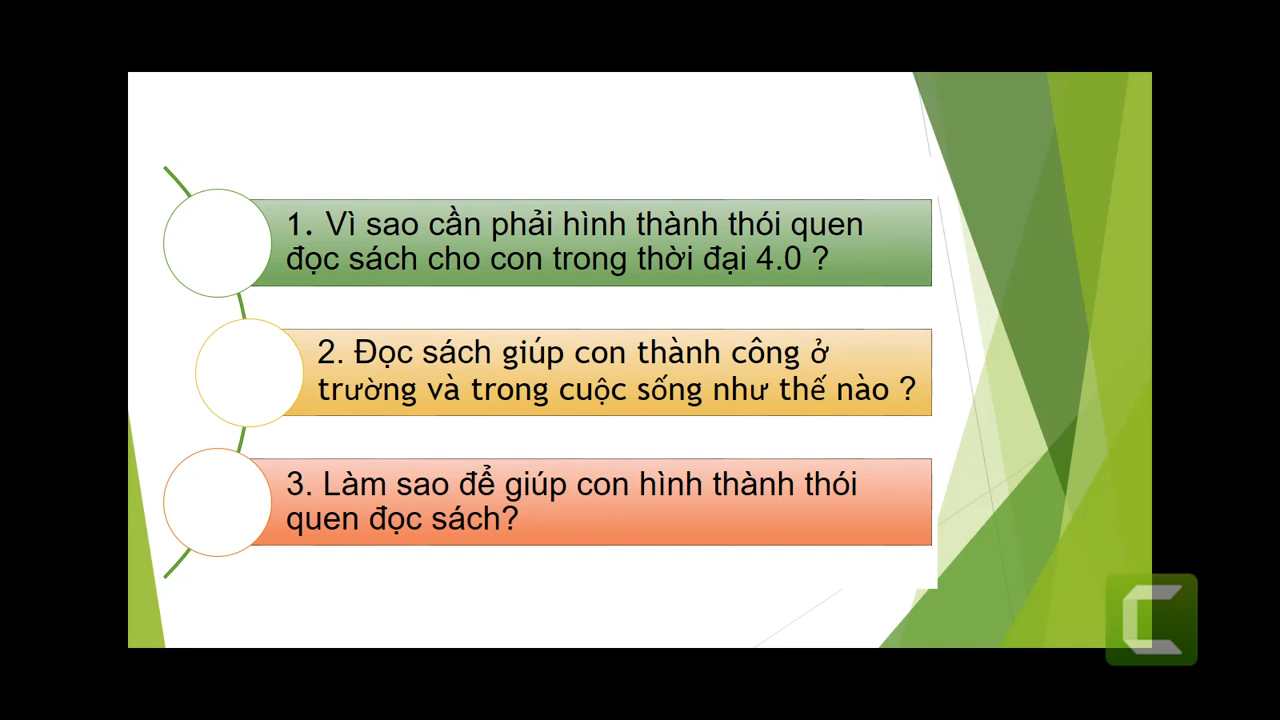 1. Vì sao cần phải hình thành thói quen
đọc sách cho con trong thời đại 4.0 ?
2. Đọc sách giúp con thành công ở
trường và trong cuộc sống như thế nào ?
3. Làm sao để giúp con hình thành thói
quen đọc sách?